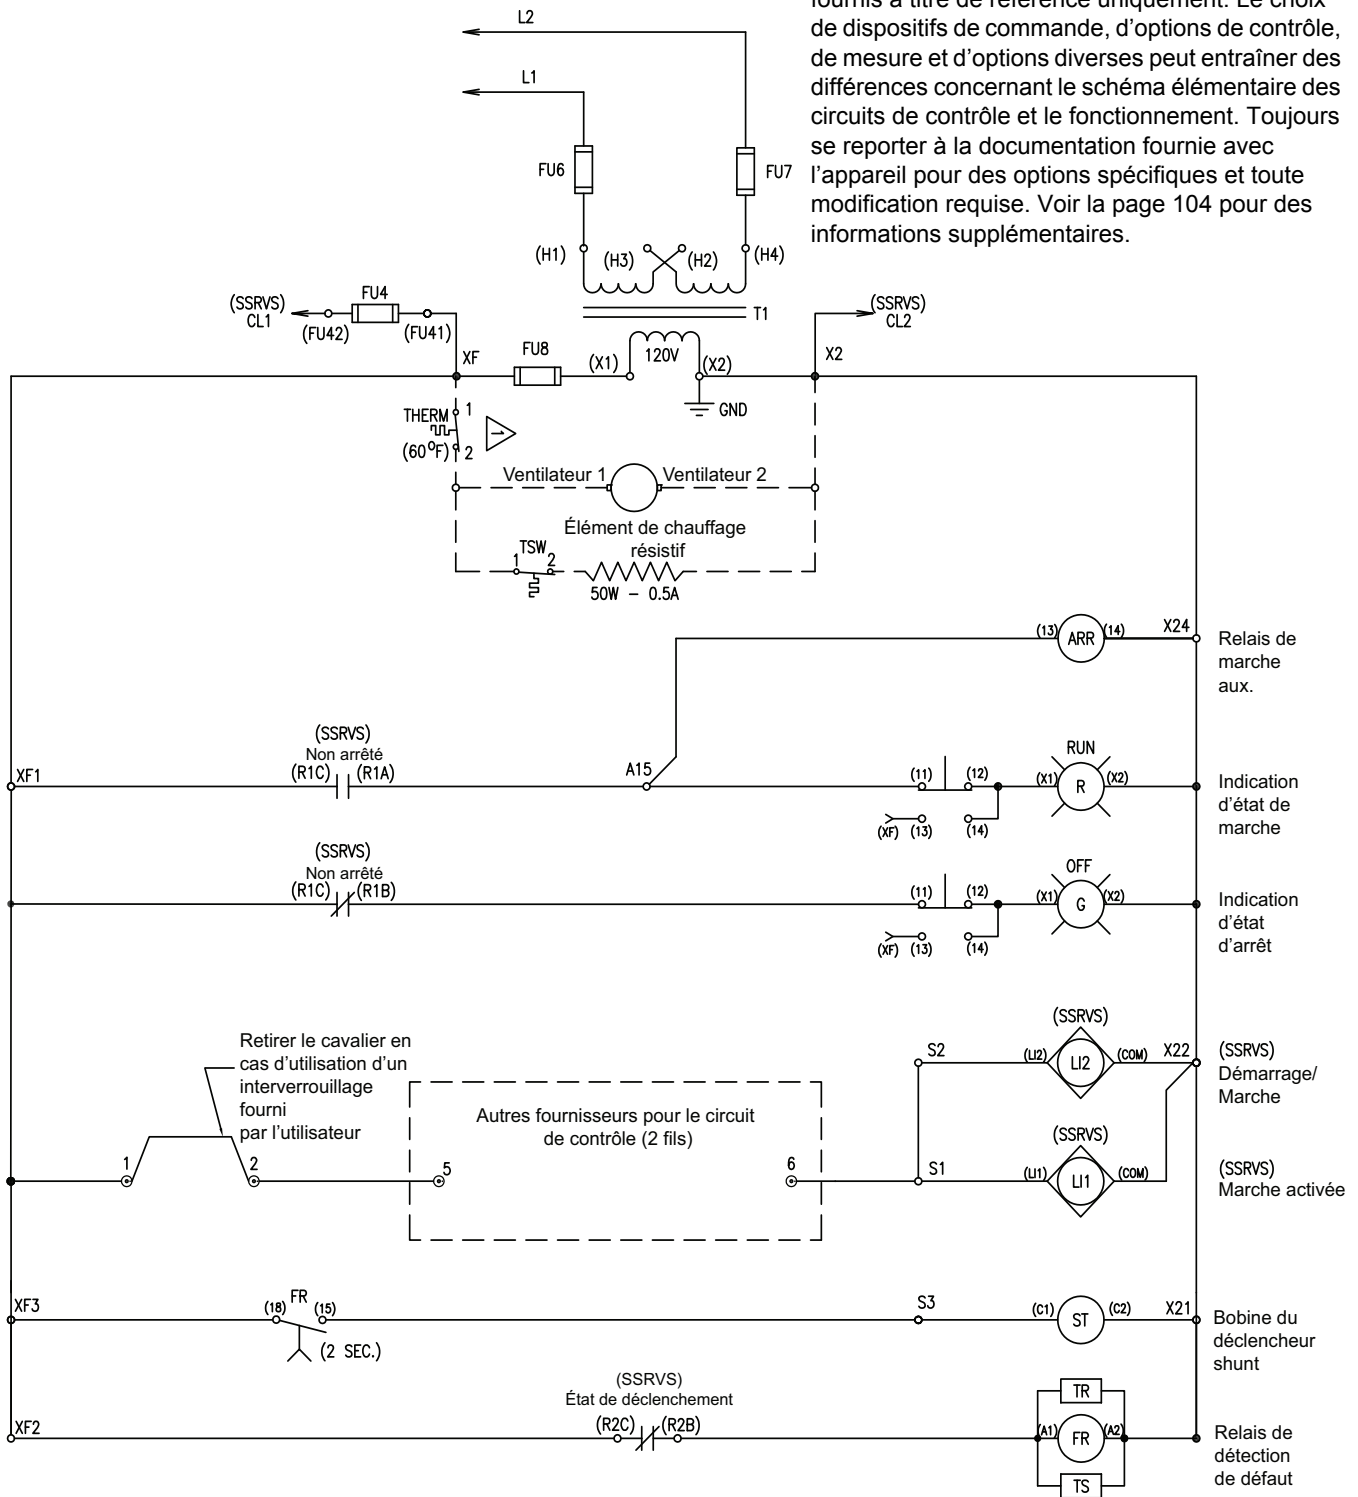 fournis à titre de référence uniquement. Le choix
de dispositifs de commande, d'options de contrôle,
de mesure et d'options diverses peut entraîner des
différences concernant le schéma élémentaire des
circuits de contrôle et le fonctionnement. Toujours
se reporter à la documentation fournie avec
l'appareil pour des options spécifiques et toute
modification requise. Voir la page 104 pour des
informations supplémentaires.
L2
L1
FU6
FU7
(H1) (H3) (H2) (H4)
T1
(SSRVS)
CL1
FU4
(FU42) (FU41)
(SSRVS)
CL2
XF
FU8
(X1) 120V (X2)
X2
GND
THERM 1
(60°F) 2
1
Ventilateur 1 Ventilateur 2
Élément de chauffage
résistif
TSW
1 2
50W – 0.5A
(13) ARR (14) X24
Relais de
marche
aux.
(SSRVS)
Non arrêté
(R1C) (R1A)
XF1
A15
(11) (12)
(XF) (13) (14)
RUN
(X1) R (X2)
Indication
d'état de
marche
(SSRVS)
Non arrêté
(R1C) (R1B)
(11) (12)
(XF) (13) (14)
OFF
(X1) G (X2)
Indication
d'état
d'arrêt
Retirer le cavalier en
cas d'utilisation d'un
interverrouillage
fourni
par l'utilisateur
1 2
Autres fournisseurs pour le circuit
de contrôle (2 fils)
5 6
(SSRVS)
S2 (LI2) LI2 (COM) X22
(SSRVS)
Démarrage/
Marche
(SSRVS)
S1 (LI1) LI1 (COM)
(SSRVS)
Marche activée
XF3
(18) FR (15)
(2 SEC.)
S3
(C1) ST (C2) X21
Bobine du
déclencheur
shunt
(SSRVS)
État de déclenchement
(R2C) (R2B)
XF2
TR
(A1) FR (A2)
TS
Relais de
détection
de défaut